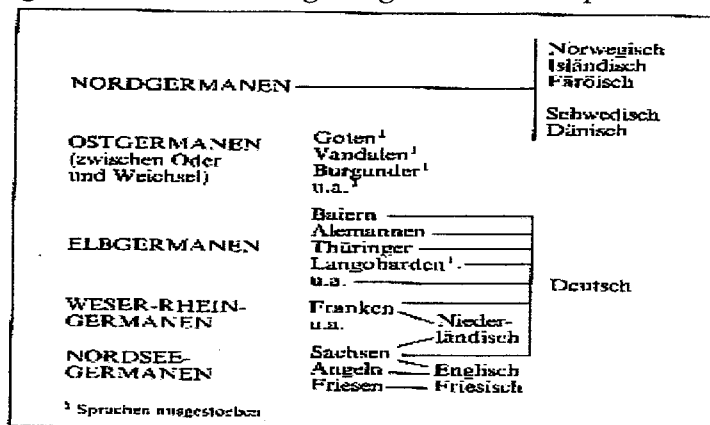 Norwegisch
Isländisch
NORDGERMANEN Färöisch
Schwedisch
Dänisch
OSTGERMANEN Goten¹
(zwischen Oder Vandalen¹
und Weichsel) Burgunder¹
u.a.¹
Baiern
Alemannen
ELBGERMANEN Thüringer
Langobarden¹
u.a. Deutsch
WESER-RHEIN- Franken
GERMANEN u.a. Nieder-
ländisch
NORDSEE- Sachsen
GERMANEN Angeln Englisch
Friesen Friesisch
¹ Sprachen ausgestorben